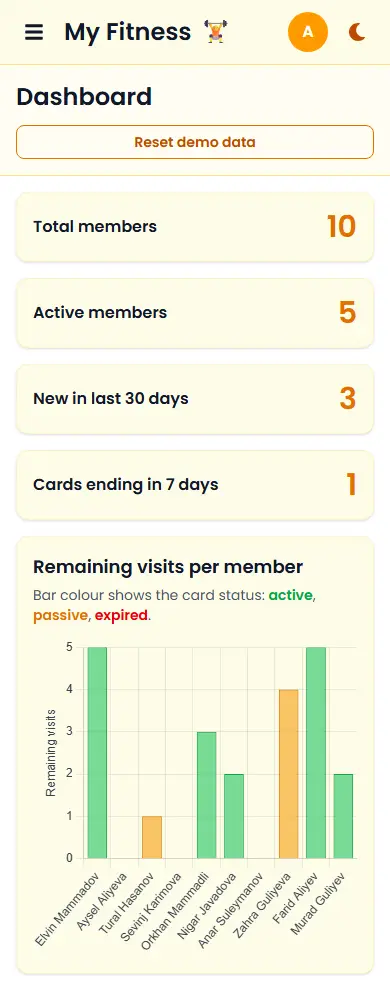 My Fitness
A
Dashboard
Reset demo data
Total members
10
Active members
5
New in last 30 days
3
Cards ending in 7 days
1
Remaining visits per member
Bar colour shows the card status: active,
passive, expired.
Remaining visits
5
4
3
2
1
0
Elvin Mammadov
Aysel Aliyeva
Tural Hasanov
Sevinj Karimova
Orkhan Mammadli
Nigar Javadova
Anar Suleymanov
Zahra Guliyeva
Farid Aliyev
Murad Guliyev